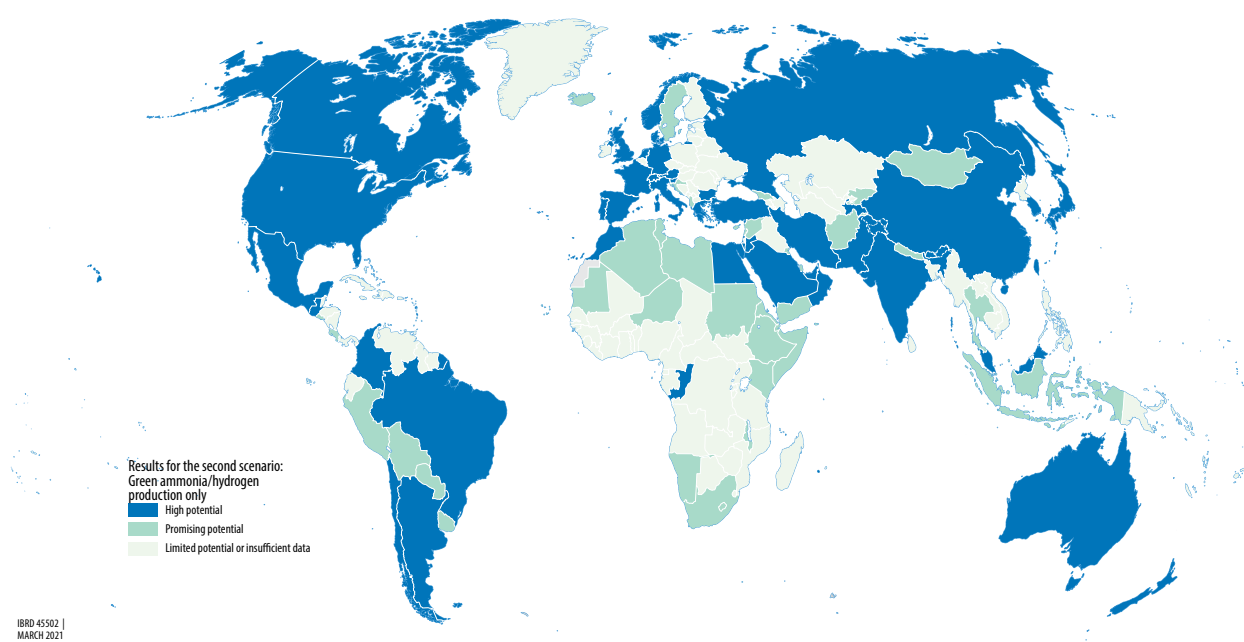 Results for the second scenario:
Green ammonia/hydrogen
production only
High potential
Promising potential
Limited potential or insufficient data
IBRD 45502 |
MARCH 2021